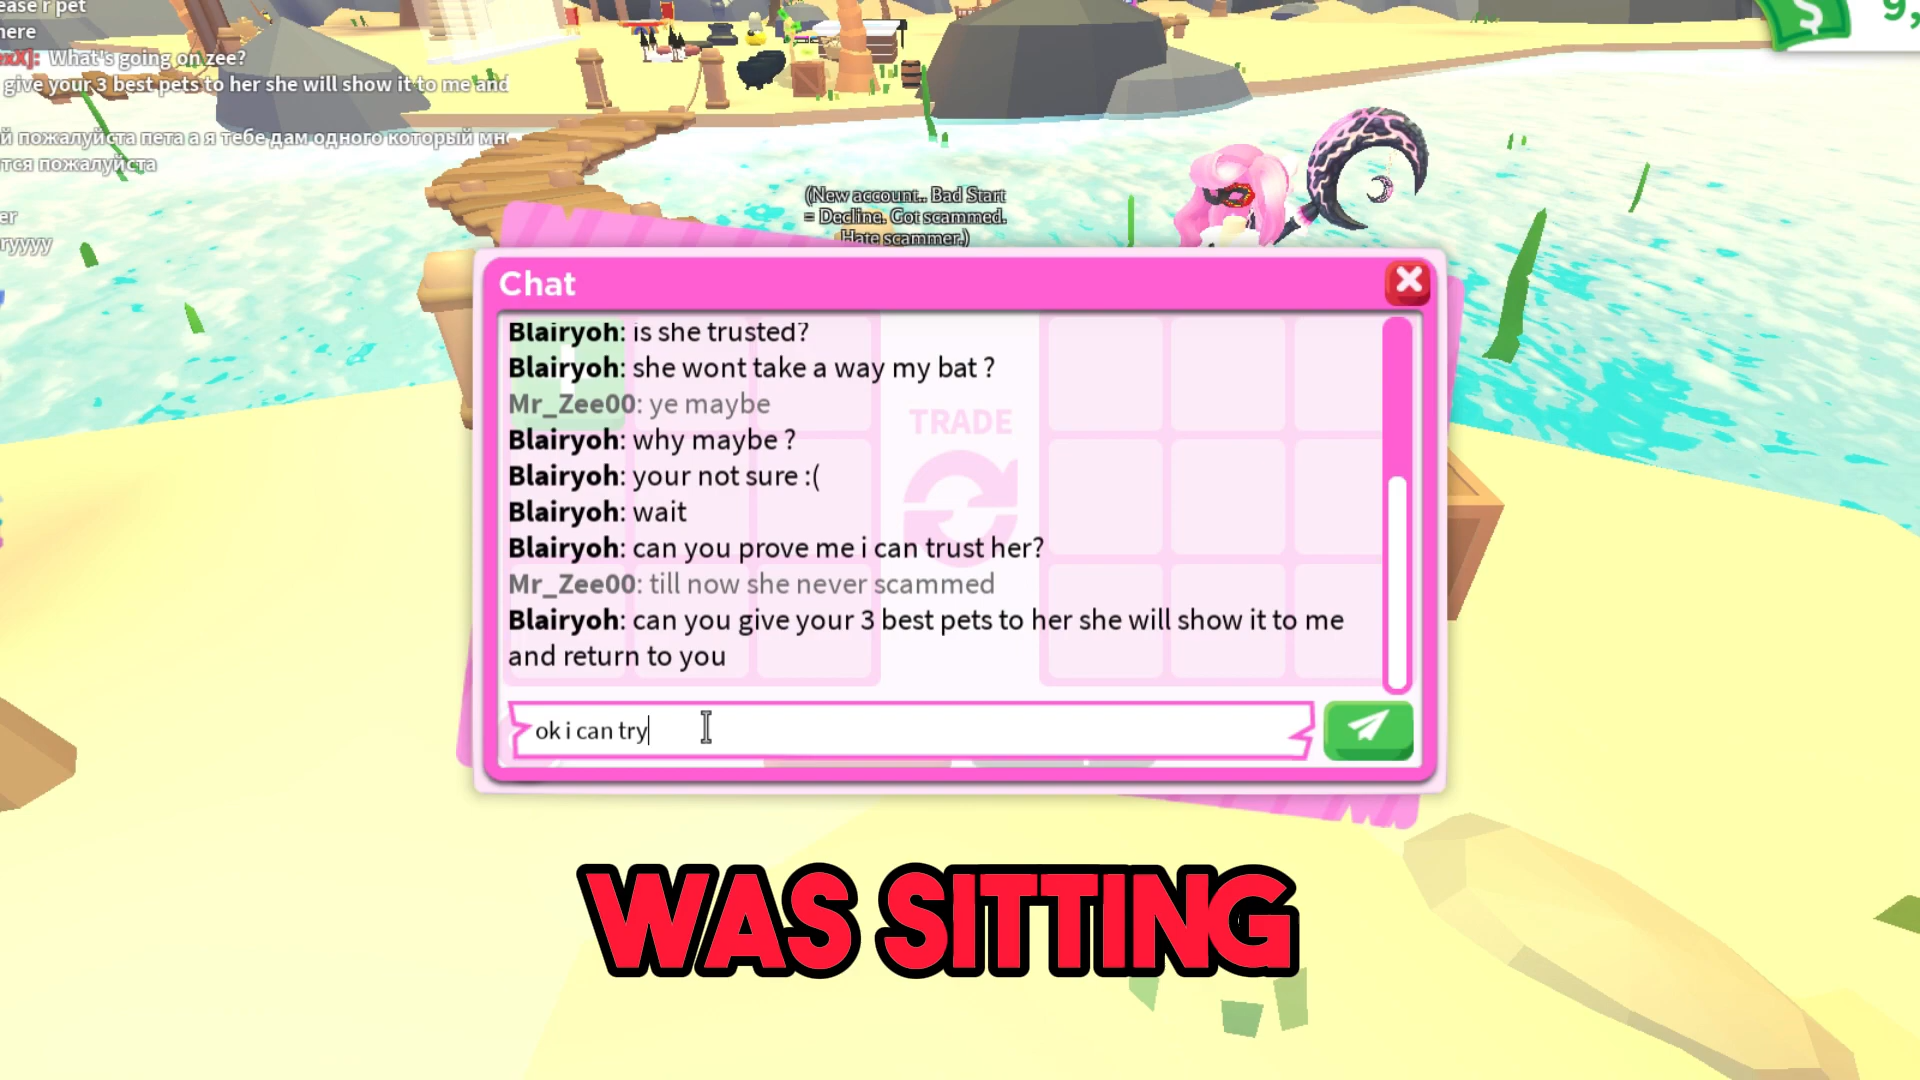 ease r pet
here
xX]: What's going on zee?
give your 3 best pets to her she will show it to me and
й пожалуйста пета а я тебе дам одного который мн
тся пожалуйста
er
ryyyy
$ 9,
(New account.. Bad Start
= Decline. Got scammed.
Hate scammer.)
Chat
Blairyoh: is she trusted?
Blairyoh: she wont take a way my bat ?
Mr_Zee00: ye maybe
TRADE
Blairyoh: why maybe ?
Blairyoh: your not sure :(
Blairyoh: wait
Blairyoh: can you prove me i can trust her?
Mr_Zee00: till now she never scammed
Blairyoh: can you give your 3 best pets to her she will show it to me
and return to you
ok i can try
WAS SITTING